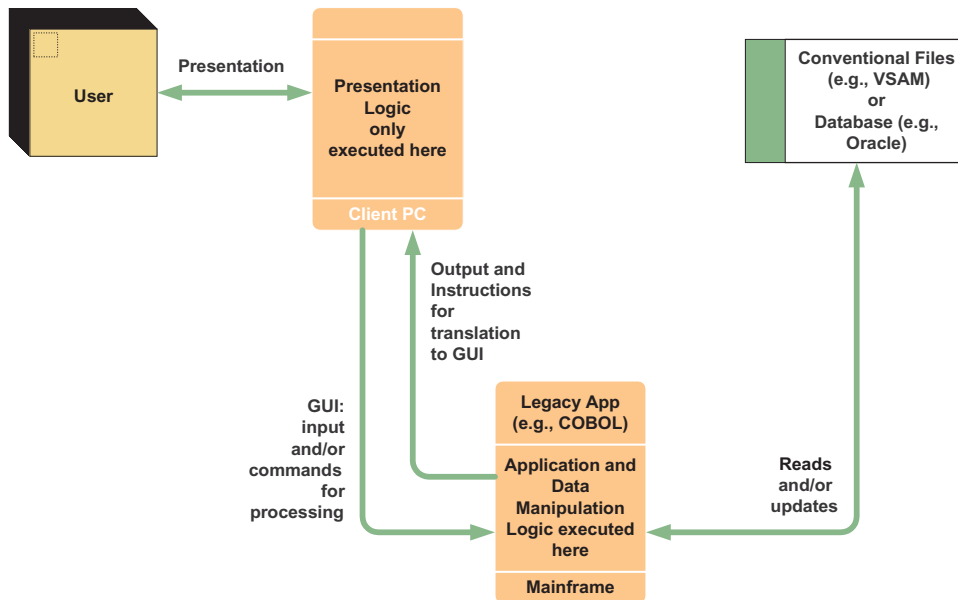 User
Presentation
Presentation
Logic
only
executed here
Client PC
Conventional Files
(e.g., VSAM)
or
Database (e.g.,
Oracle)
Output and
Instructions
for
translation
to GUI
GUI:
input
and/or
commands
for
processing
Legacy App
(e.g., COBOL)
Application and
Data
Manipulation
Logic executed
here
Mainframe
Reads
and/or
updates